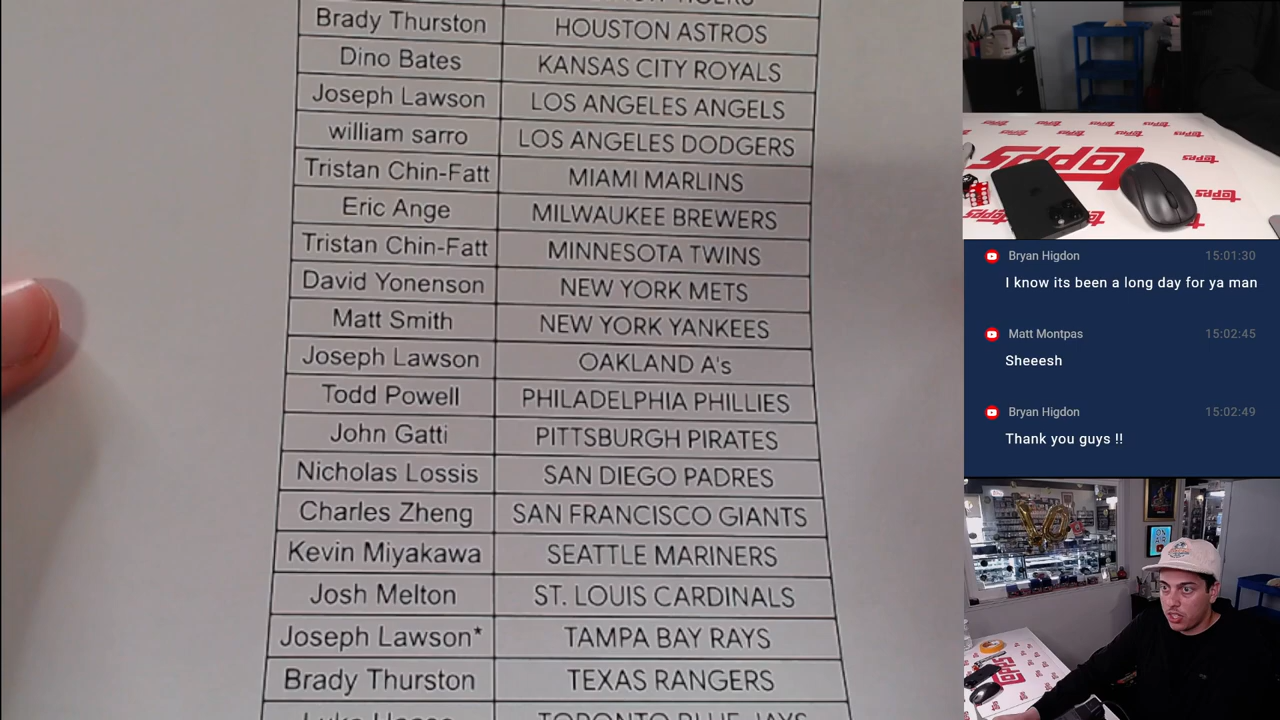 Brady Thurston HOUSTON ASTROS
Dino Bates KANSAS CITY ROYALS
Joseph Lawson LOS ANGELES ANGELS
william sarro LOS ANGELES DODGERS
Tristan Chin-Fatt MIAMI MARLINS
Eric Ange MILWAUKEE BREWERS
Tristan Chin-Fatt MINNESOTA TWINS
David Yonenson NEW YORK METS
Matt Smith NEW YORK YANKEES
Joseph Lawson OAKLAND A's
Todd Powell PHILADELPHIA PHILLIES
John Gatti PITTSBURGH PIRATES
Nicholas Lossis SAN DIEGO PADRES
Charles Zheng SAN FRANCISCO GIANTS
Kevin Miyakawa SEATTLE MARINERS
Josh Melton ST. LOUIS CARDINALS
Joseph Lawson* TAMPA BAY RAYS
Brady Thurston TEXAS RANGERS
TORONTO BLUE JAYS
topps
Bryan Higdon 15:01:30
I know its been a long day for ya man
Matt Montpas 15:02:45
Sheeesh
Bryan Higdon 15:02:49
Thank you guys !!